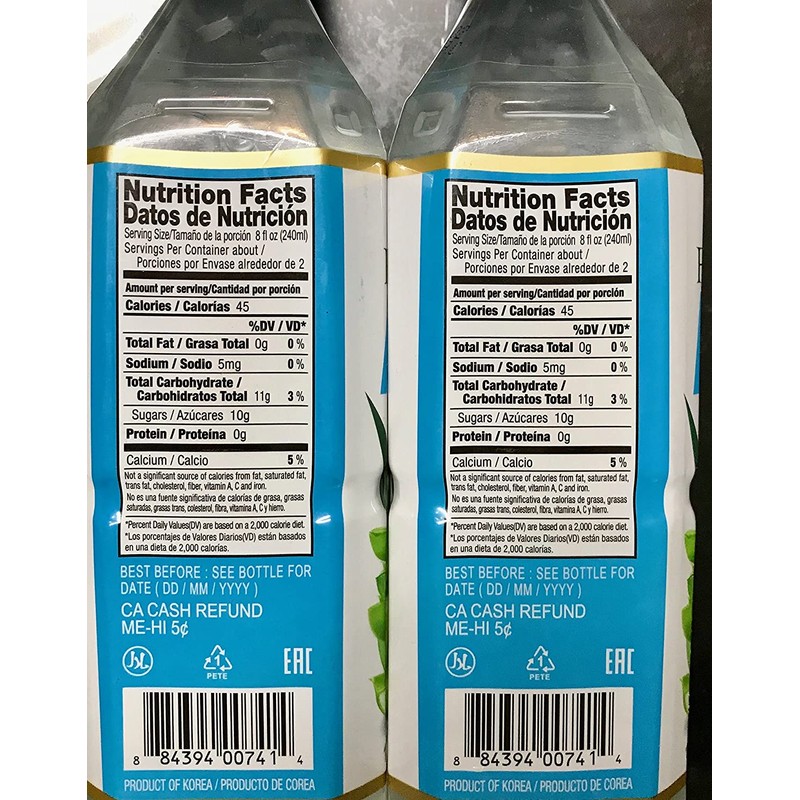 Nutrition Facts
Datos de Nutrición
Serving Size/Tamaño de la porción 8 fl oz (240ml)
Servings Per Container about /
Porciones por Envase alrededor de 2
Amount per serving/Cantidad por porción
Calories / Calorías 45
%DV / VD*
Total Fat / Grasa Total 0g 0 %
Sodium / Sodio 5mg 0 %
Total Carbohydrate /
Carbohidratos Total 11g 3 %
Sugars / Azúcares 10g
Protein / Proteína 0g
Calcium / Calcio 5 %
Not a significant source of calories from fat, saturated fat,
trans fat, cholesterol, fiber, vitamin A, C and iron.
No es una fuente significativa de calorías de grasa, grasas
saturadas, grasas trans, colesterol, fibra, vitamina A, C y hierro.
*Percent Daily Values(DV) are based on a 2,000 calorie diet.
*Los porcentajes de Valores Diarios(VD) están basados
en una dieta de 2,000 calorías.
BEST BEFORE : SEE BOTTLE FOR
DATE ( DD / MM / YYYY )
CA CASH REFUND
ME-HI 5¢
1
PETE
EAC
8 84394 00741 4
PRODUCT OF KOREA / PRODUCTO DE COREA
Nutrition Facts
Datos de Nutrición
Serving Size/Tamaño de la porción 8 fl oz (240ml)
Servings Per Container about /
Porciones por Envase alrededor de 2
Amount per serving/Cantidad por porción
Calories / Calorías 45
%DV / VD*
Total Fat / Grasa Total 0g 0 %
Sodium / Sodio 5mg 0 %
Total Carbohydrate /
Carbohidratos Total 11g 3 %
Sugars / Azúcares 10g
Protein / Proteína 0g
Calcium / Calcio 5 %
Not a significant source of calories from fat, saturated fat,
trans fat, cholesterol, fiber, vitamin A, C and iron.
No es una fuente significativa de calorías de grasa, grasas
saturadas, grasas trans, colesterol, fibra, vitamina A, C y hierro.
*Percent Daily Values(DV) are based on a 2,000 calorie diet.
*Los porcentajes de Valores Diarios(VD) están basados
en una dieta de 2,000 calorías.
BEST BEFORE : SEE BOTTLE FOR
DATE ( DD / MM / YYYY )
CA CASH REFUND
ME-HI 5¢
1
PETE
EAC
8 84394 00741 4
PRODUCT OF KOREA / PRODUCTO DE COREA